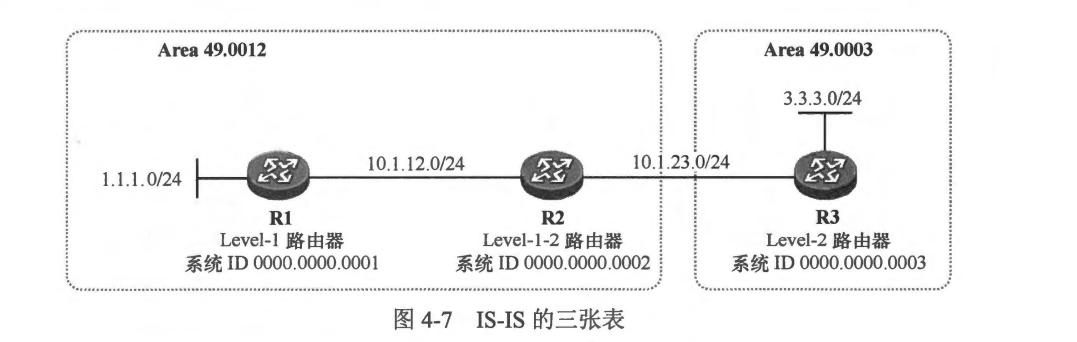 Area 49.0012
Area 49.0003
3.3.3.0/24
1.1.1.0/24
10.1.12.0/24
10.1.23.0/24
R1
Level-1 路由器
系统 ID 0000.0000.0001
R2
Level-1-2 路由器
系统 ID 0000.0000.0002
R3
Level-2 路由器
系统 ID 0000.0000.0003
图 4-7 IS-IS 的三张表